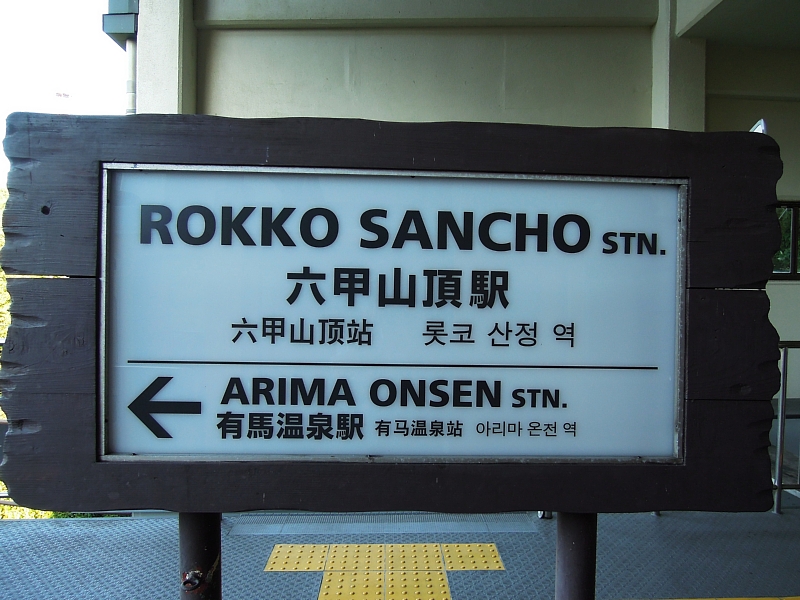 ROKKO SANCHO STN.
六甲山頂駅
六甲山顶站 롯코 산정 역
ARIMA ONSEN STN.
有馬温泉駅 有马温泉站 아리마 온전 역